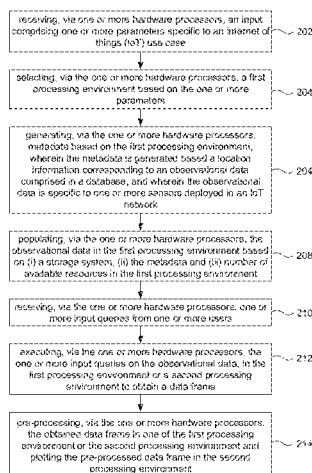 receiving, via one or more hardware processors, an input
comprising one or more parameters specific to an internet of
things (IoT) use case
202
selecting, via the one or more hardware processors, a first
processing environment based on the one or more
parameters
204
generating, via the one or more hardware processors,
metadata based on the first processing environment,
wherein the metadata is generated based a location
information corresponding to an observational data
comprised in a database, and wherein the observational
data is specific to one or more sensors deployed in an IoT
network
204
populating, via the one or more hardware processors, the
observational data in the first processing environment based
on (i) a storage system, (ii) the metadata and (iii) number of
available resources in the first processing environment
208
receiving, via the one or more hardware processors, one or
more input queries from one or more users
210
executing, via the one or more hardware processors, the
one or more input queries on the observational data, in the
first processing environment or a second processing
environment to obtain a data frame
212
pre-processing, via the one or more hardware processors,
the obtained data frame in one of the first processing
environment or the second processing environment and
plotting the pre-processed data frame in the second
processing environment
214